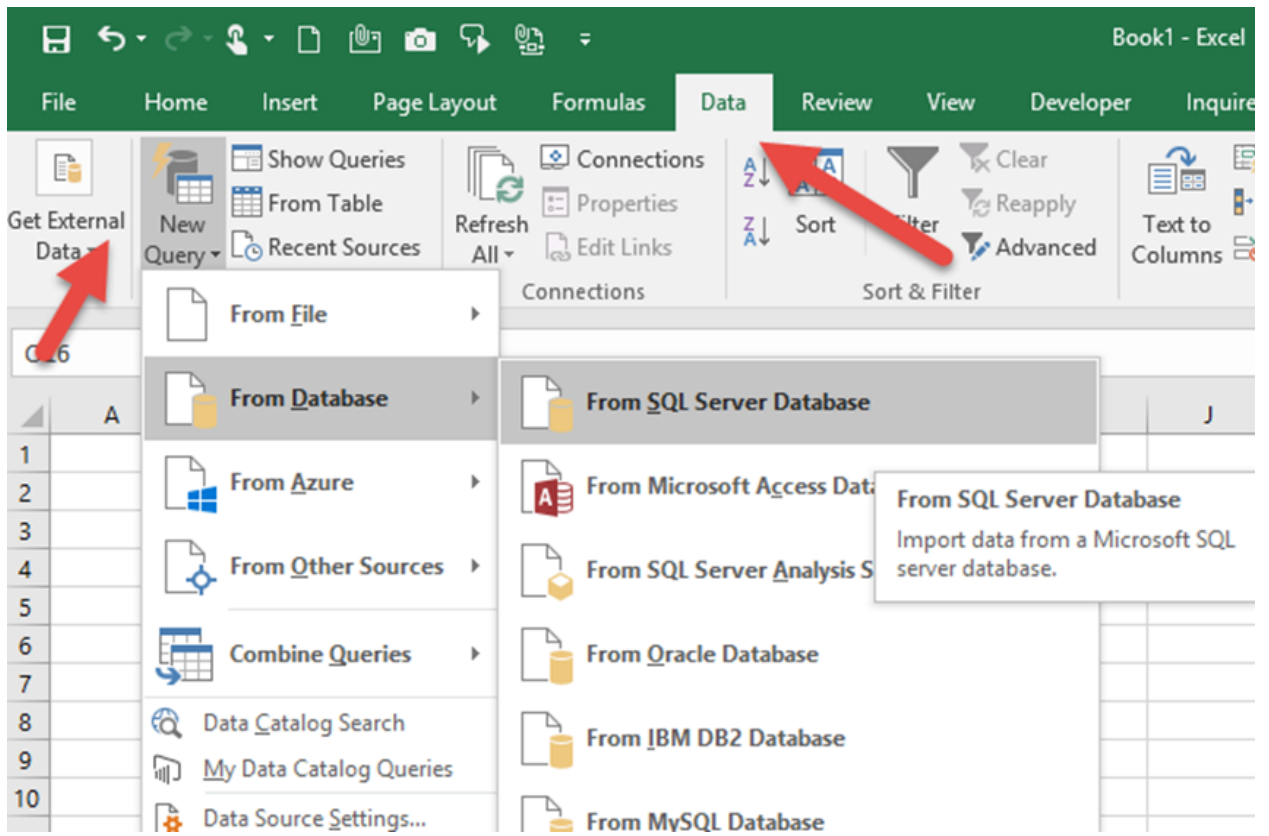 Book1 - Excel
File Home Insert Page Layout Formulas Data Review View Developer Inquire
Get External
Data
New
Query
Show Queries
From Table
Recent Sources
Refresh
All
Connections
Properties
Edit Links
Connections
A
Z
Z
A
Sort
Clear
Reapply
Advanced
Sort & Filter
Text to
Columns
From File
From Database
From Azure
From Other Sources
Combine Queries
Data Catalog Search
My Data Catalog Queries
Data Source Settings...
From SQL Server Database
From Microsoft Access Data
From SQL Server Analysis S
From Oracle Database
From IBM DB2 Database
From MySQL Database
From SQL Server Database
Import data from a Microsoft SQL
server database.
A J
1
2
3
4
5
6
7
8
9
10